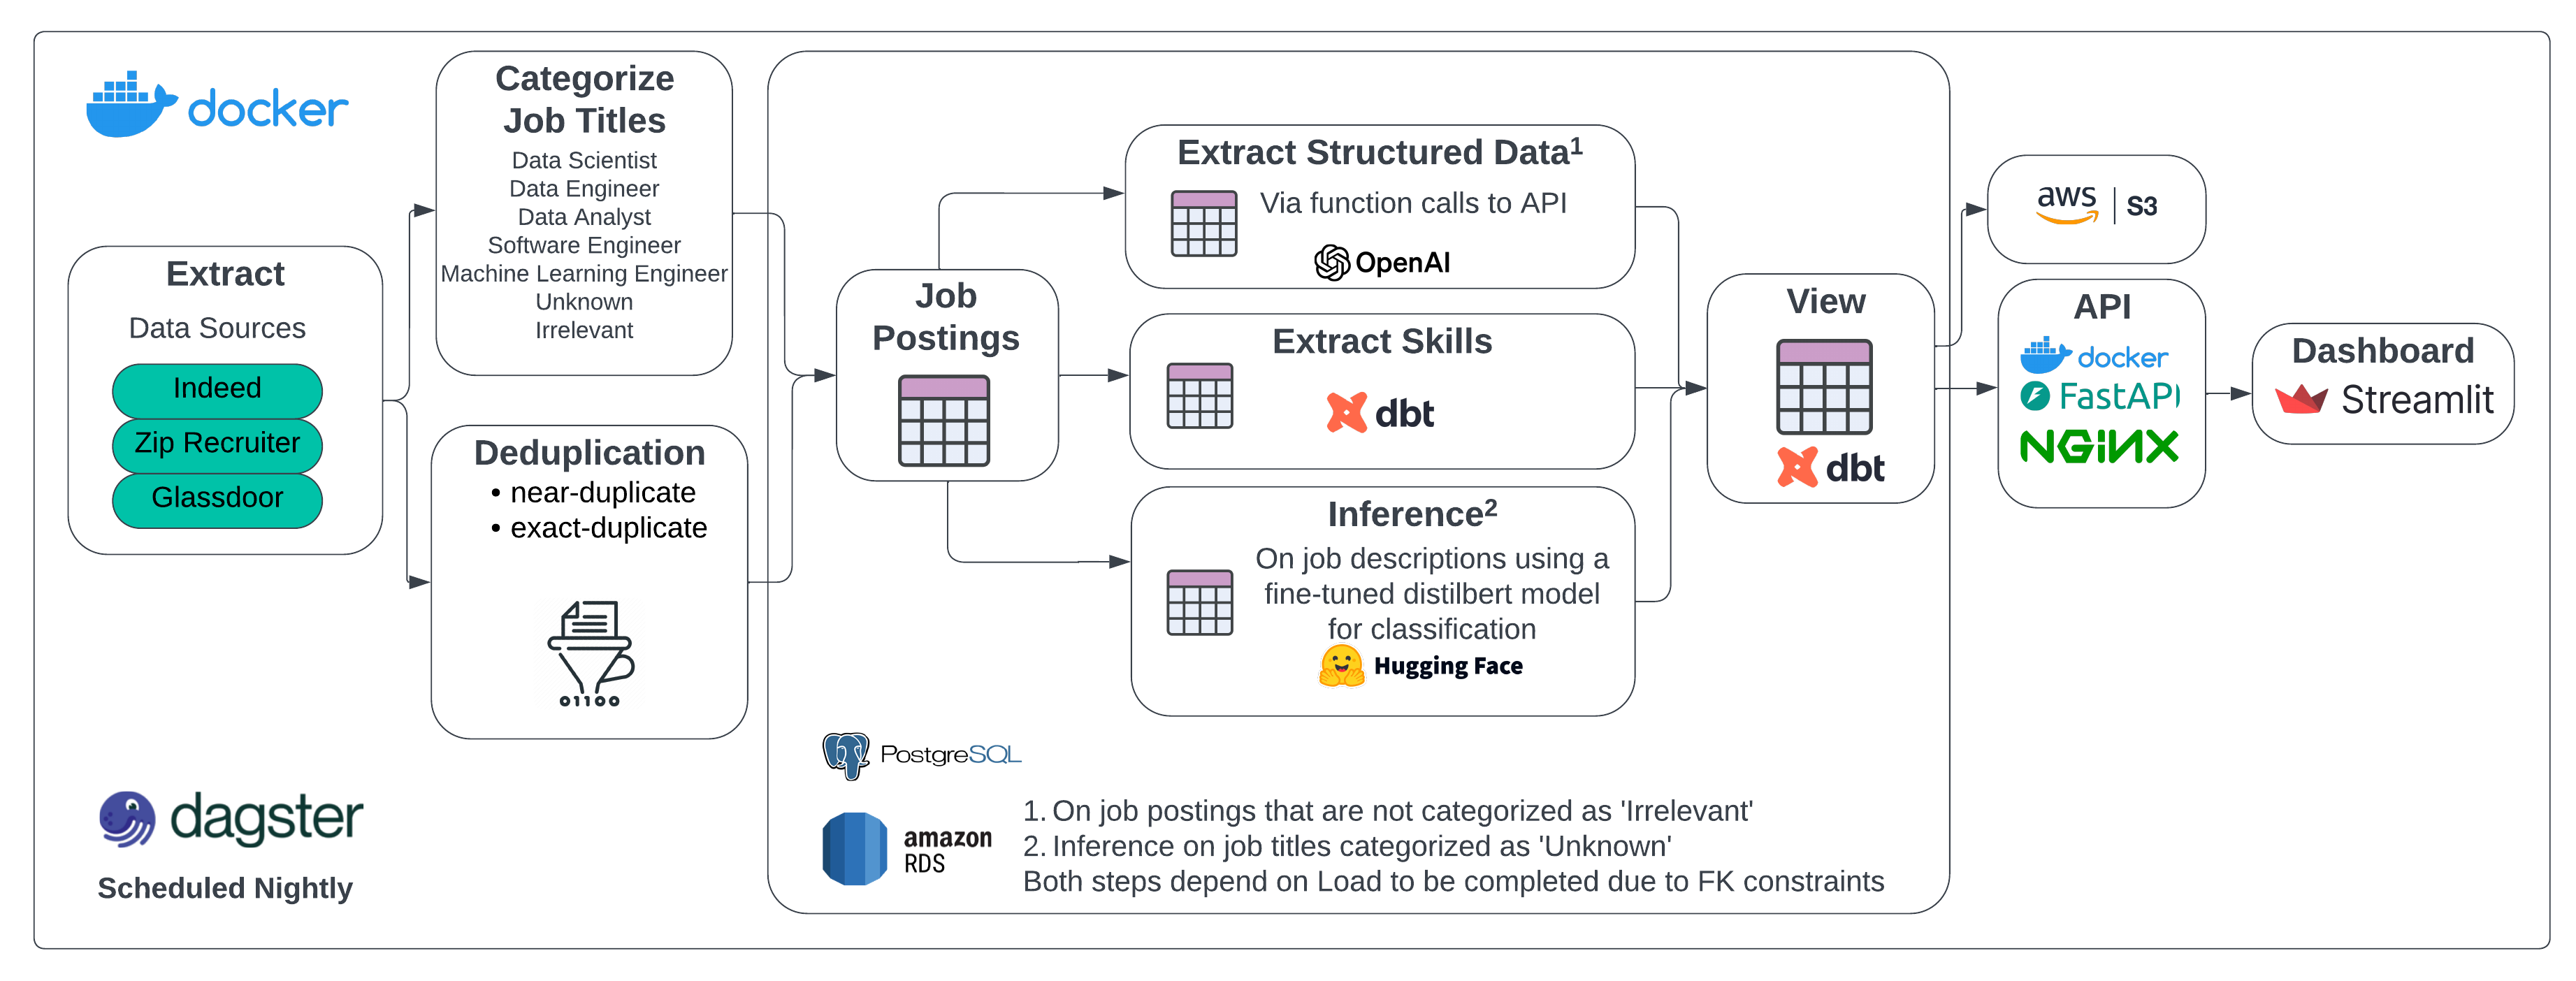 docker
Extract
Data Sources
Indeed
Zip Recruiter
Glassdoor
Categorize
Job Titles
Data Scientist
Data Engineer
Data Analyst
Software Engineer
Machine Learning Engineer
Unknown
Irrelevant
Deduplication
• near-duplicate
• exact-duplicate
01100
dagster
Scheduled Nightly
Job
Postings
Extract Structured Data¹
Via function calls to API
OpenAI
Extract Skills
dbt
Inference²
On job descriptions using a
fine-tuned distilbert model
for classification
Hugging Face
View
dbt
PostgreSQL
amazon
RDS
1. On job postings that are not categorized as 'Irrelevant'
2. Inference on job titles categorized as 'Unknown'
Both steps depend on Load to be completed due to FK constraints
aws | S3
API
docker
FastAPI
NGiNX
Dashboard
Streamlit